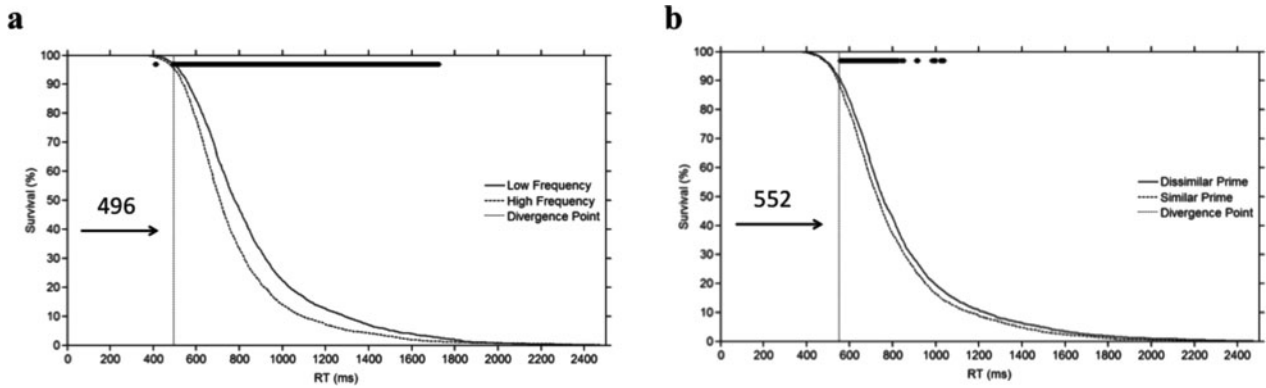 a
100
90
80
70
60
50
40
30
20
10
0
Survival (%)
496
Low Frequency
High Frequency
Divergence Point
0 200 400 600 800 1000 1200 1400 1600 1800 2000 2200 2400
RT (ms)
b
100
90
80
70
60
50
40
30
20
10
0
Survival (%)
552
Dissimilar Prime
Similar Prime
Divergence Point
0 200 400 600 800 1000 1200 1400 1600 1800 2000 2200 2400
RT (ms)